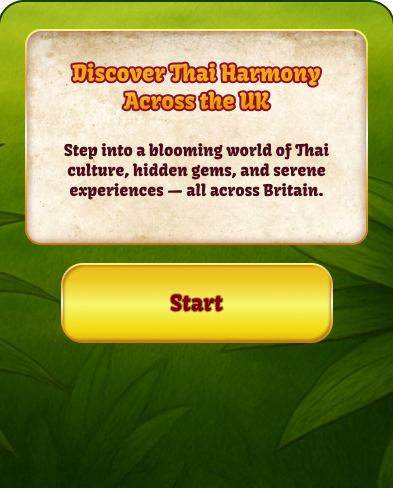 Discover Thai Harmony
Across the UK
Step into a blooming world of Thai
culture, hidden gems, and serene
experiences — all across Britain.
Start